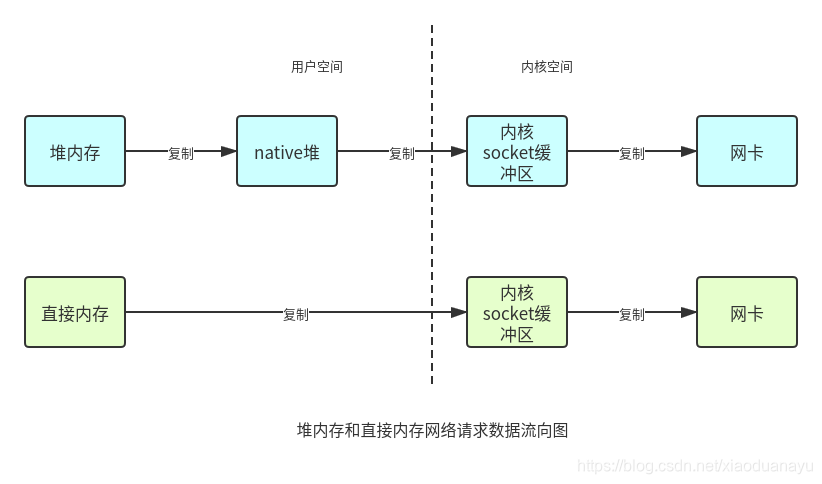 用户空间
内核空间
堆内存
复制
native堆
复制
内核
socket缓
冲区
复制
网卡
直接内存
复制
内核
socket缓
冲区
复制
网卡
堆内存和直接内存网络请求数据流向图
https://blog.csdn.net/xiaoduanayu